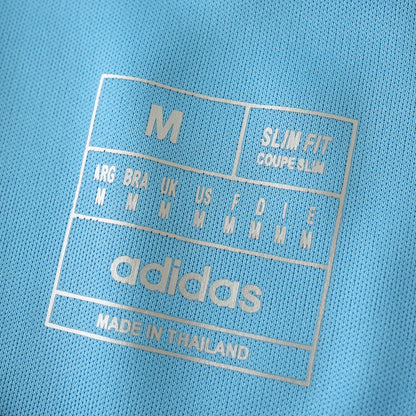 M
SLIM FIT
COUPE SLIM
ARG BRA UK US F D I E
M M M M M M M M
adidas
MADE IN THAILAND